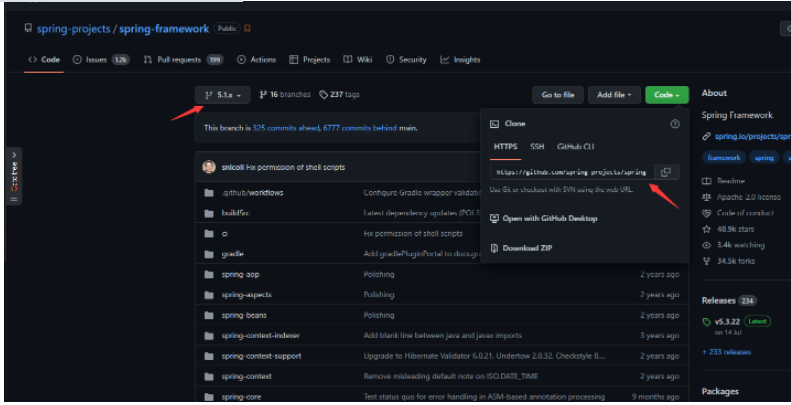 spring-projects / spring-framework Public
Code Issues 1.2k Pull requests 199 Actions Projects Wiki Security Insights
5.1.x 16 branches 237 tags Go to file Add file Code
This branch is 325 commits ahead, 6777 commits behind main.
snicoll Fix permission of shell scripts
.github/workflows Configure Gradle wrapper validatic
buildSrc Latest dependency updates (POI 3.
ci Fix permission of shell scripts
gradle Add gradlePluginPortal to docs.gr
spring-aop Polishing 2 years ago
spring-aspects Polishing 2 years ago
spring-beans Polishing 2 years ago
spring-context-indexer Add blank line between java and javax imports 3 years ago
spring-context-support Upgrade to Hibernate Validator 6.0.21, Undertow 2.0.32, Checkstyle 8.... 2 years ago
spring-context Remove misleading default note on ISO.DATE_TIME 2 years ago
spring-core Test status quo for error handling in ASM-based annotation processing 9 months ago
Clone
HTTPS SSH GitHub CLI
https://github.com/spring-projects/spring
Use Git or checkout with SVN using the web URL.
Open with GitHub Desktop
Download ZIP
About
Spring Framework
spring.io/projects/spr
framework spring
Readme
Apache-2.0 license
Code of conduct
48.9k stars
3.4k watching
34.5k forks
Releases 234
v5.3.22 Latest
on 14 Jul
+ 233 releases
Packages
Octotree